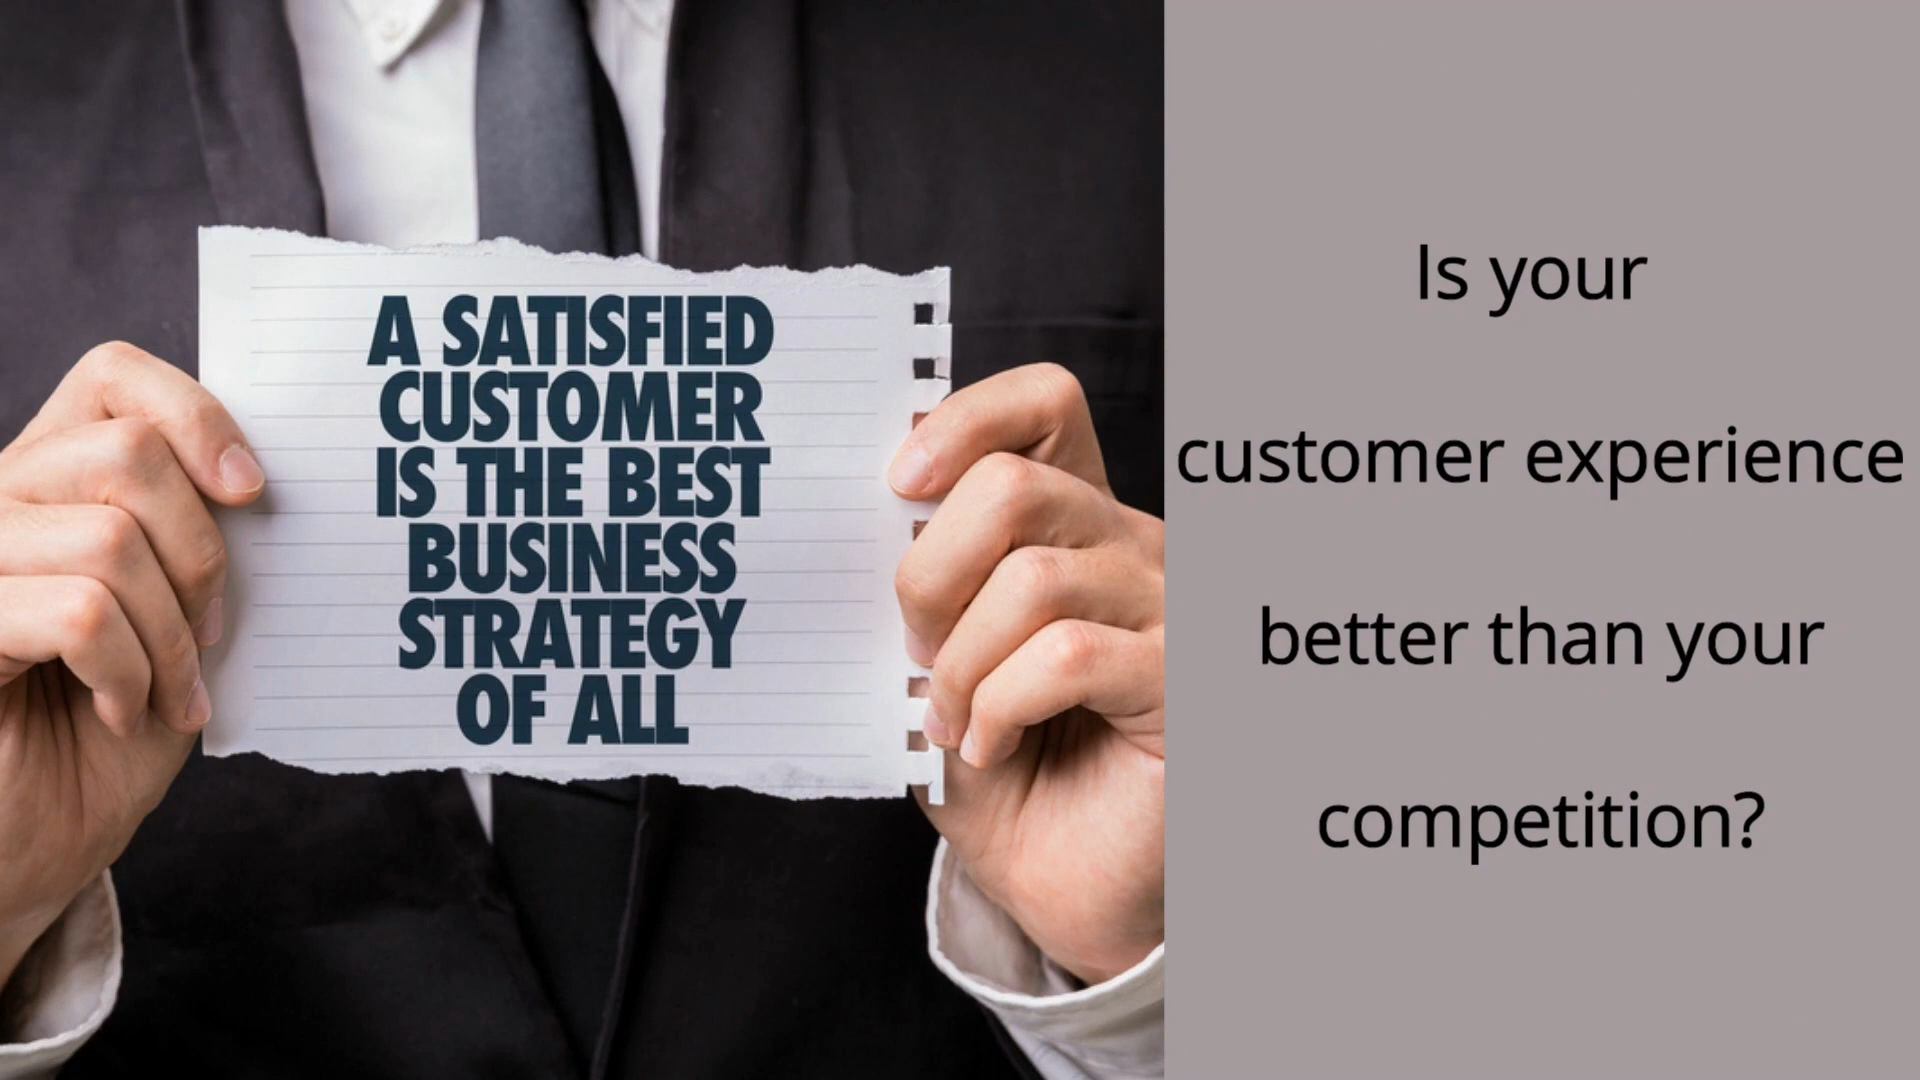 A SATISFIED
CUSTOMER
IS THE BEST
BUSINESS
STRATEGY
OF ALL
Is your
customer experience
better than your
competition?